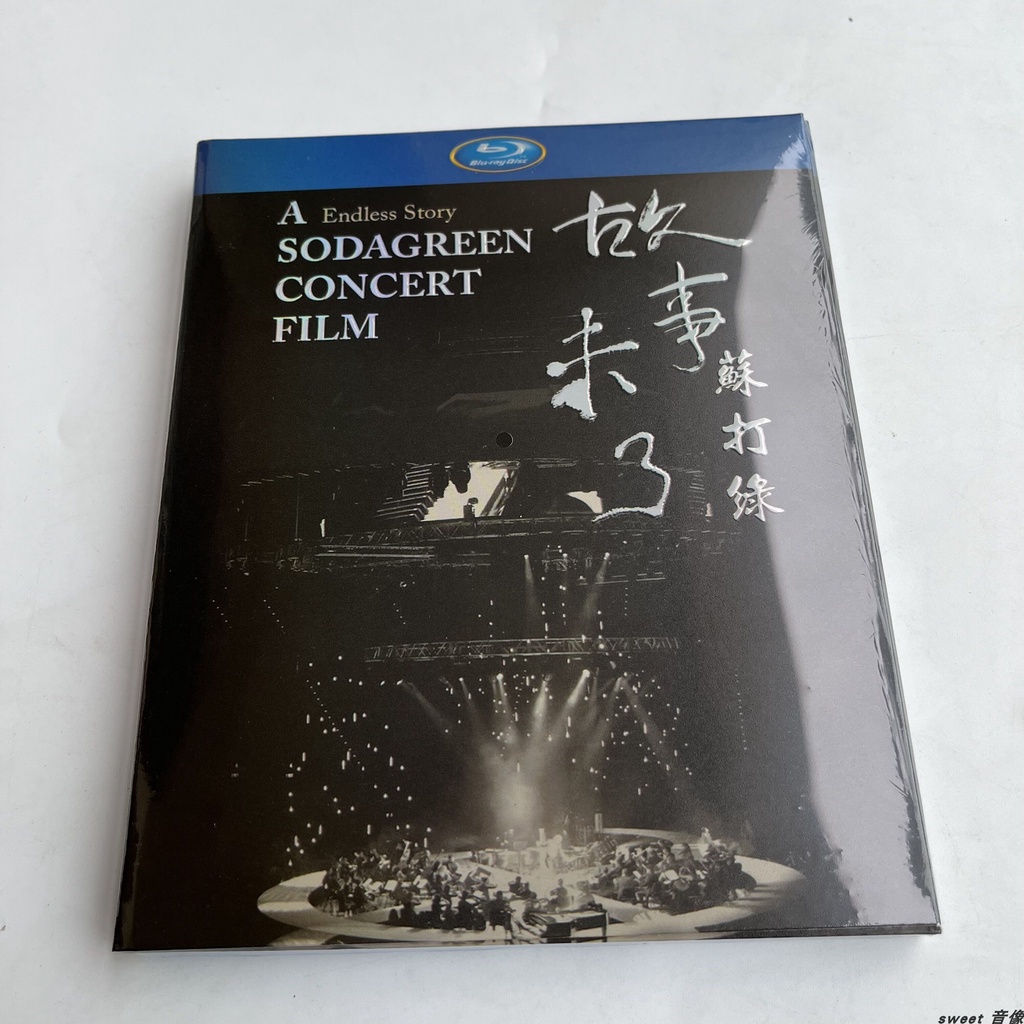 Blu-ray Disc
A Endless Story
SODAGREEN
CONCERT
FILM
故事
未了
蘇打綠
sweet 音像